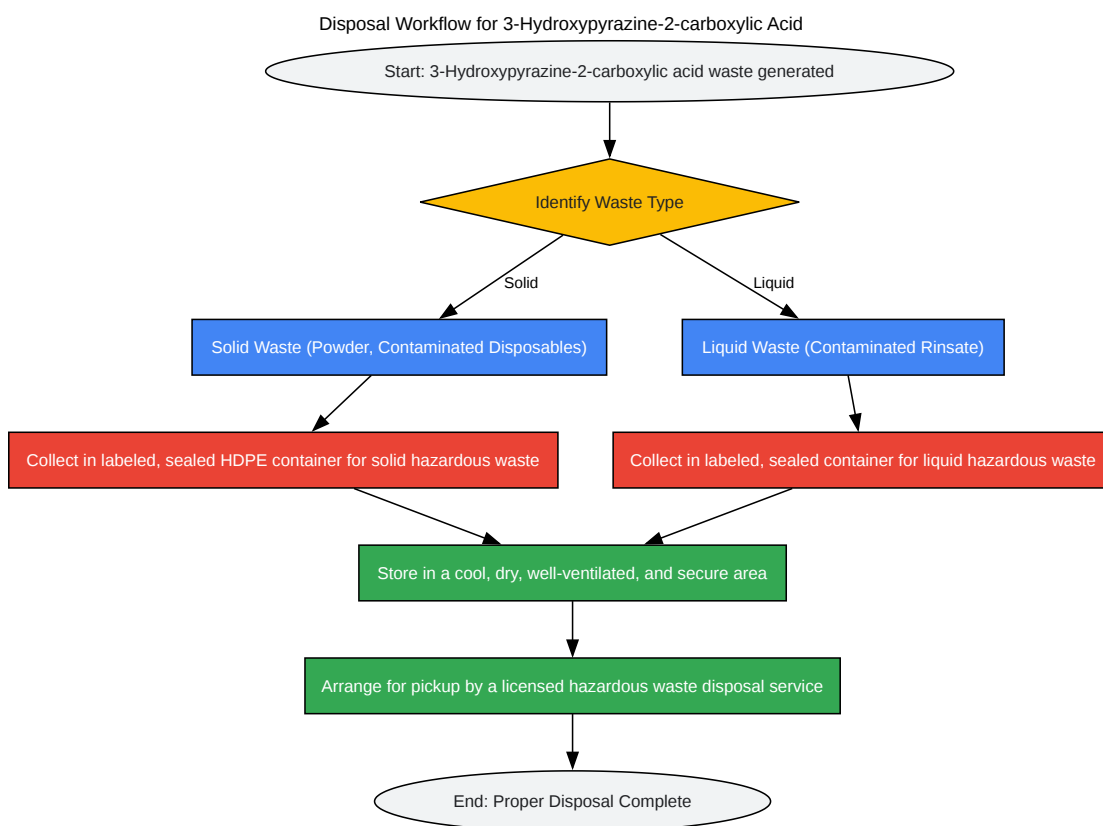 Disposal Workflow for 3-Hydroxypyrazine-2-carboxylic Acid
Start: 3-Hydroxypyrazine-2-carboxylic acid waste generated
Identify Waste Type
Solid
Liquid
Solid Waste (Powder, Contaminated Disposables)
Liquid Waste (Contaminated Rinsate)
Collect in labeled, sealed HDPE container for solid hazardous waste
Collect in labeled, sealed container for liquid hazardous waste
Store in a cool, dry, well-ventilated, and secure area
Arrange for pickup by a licensed hazardous waste disposal service
End: Proper Disposal Complete